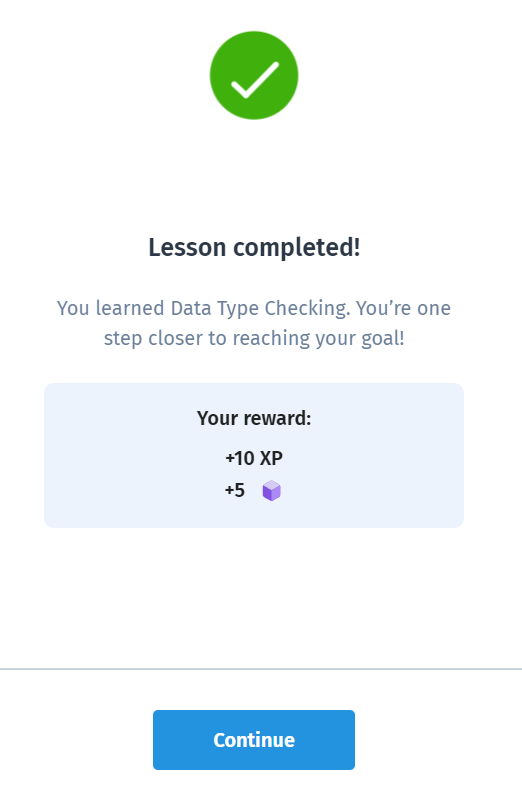 Lesson completed!
You learned Data Type Checking. You’re one
step closer to reaching your goal!
Your reward:
+10 XP
+5
Continue